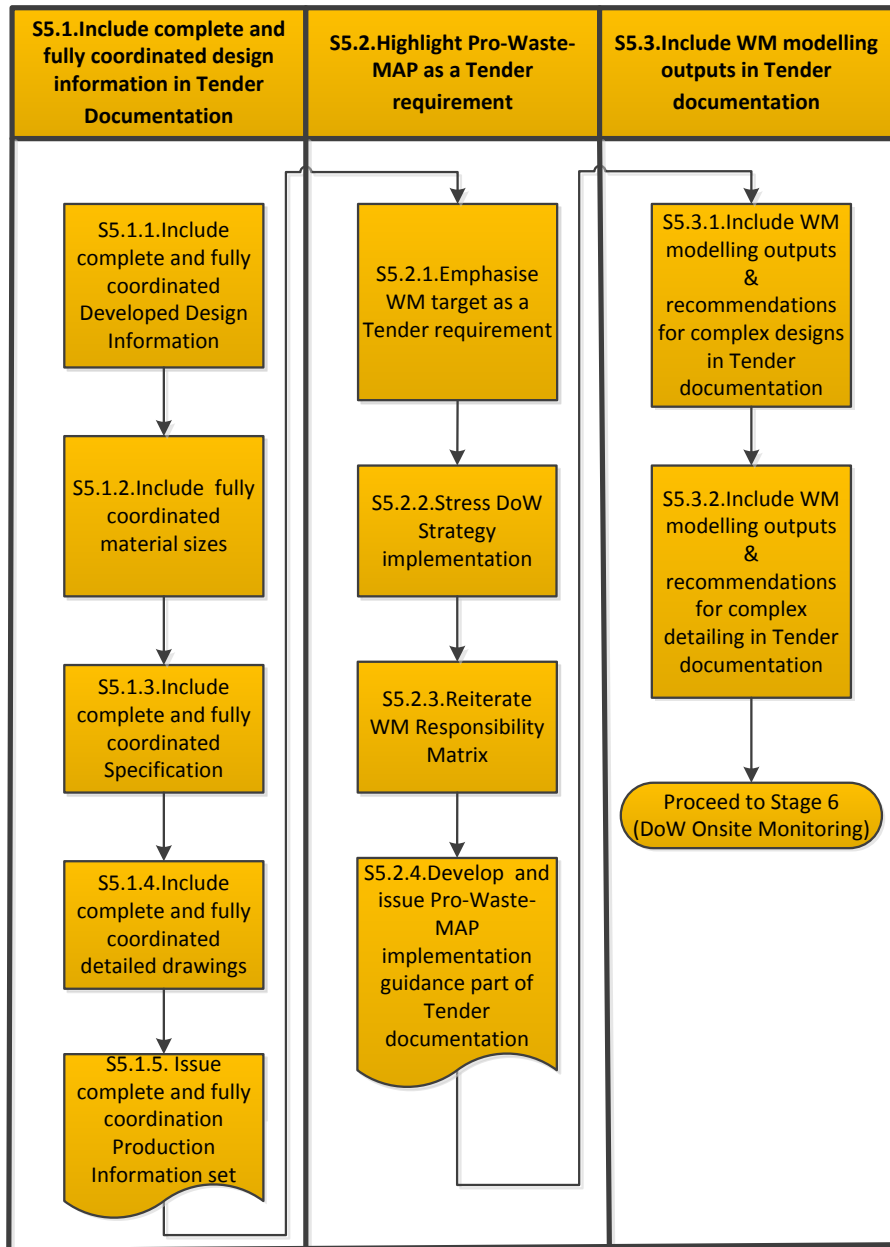 S5.1.Include complete and
fully coordinated design
information in Tender
Documentation
S5.2.Highlight Pro-Waste-
MAP as a Tender
requirement
S5.3.Include WM modelling
outputs in Tender
documentation
S5.1.1.Include
complete and fully
coordinated
Developed Design
Information
S5.1.2.Include fully
coordinated
material sizes
S5.1.3.Include
complete and fully
coordinated
Specification
S5.1.4.Include
complete and fully
coordinated
detailed drawings
S5.1.5. Issue
complete and fully
coordination
Production
Information set
S5.2.1.Emphasise
WM target as a
Tender requirement
S5.2.2.Stress DoW
Strategy
implementation
S5.2.3.Reiterate
WM Responsibility
Matrix
S5.2.4.Develop and
issue Pro-Waste-
MAP
implementation
guidance part of
Tender
documentation
S5.3.1.Include WM
modelling outputs
&
recommendations
for complex designs
in Tender
documentation
S5.3.2.Include WM
modelling outputs
&
recommendations
for complex
detailing in Tender
documentation
Proceed to Stage 6
(DoW Onsite Monitoring)